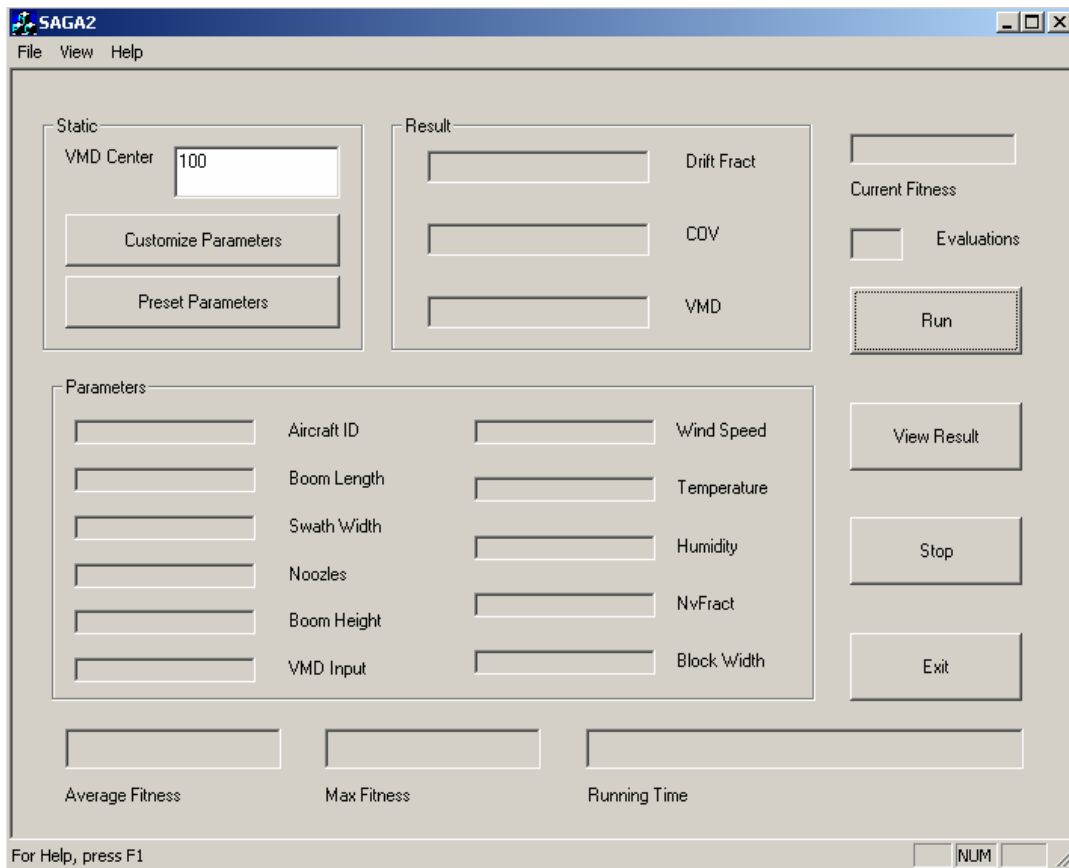 SAGA2
File View Help
Static
VMD Center 100
Customize Parameters
Preset Parameters
Result
Drift Fract
COV
VMD
Current Fitness
Evaluations
Run
View Result
Stop
Exit
Parameters
Aircraft ID
Boom Length
Swath Width
Noozles
Boom Height
VMD Input
Wind Speed
Temperature
Humidity
NvFract
Block Width
Average Fitness
Max Fitness
Running Time
For Help, press F1
NUM